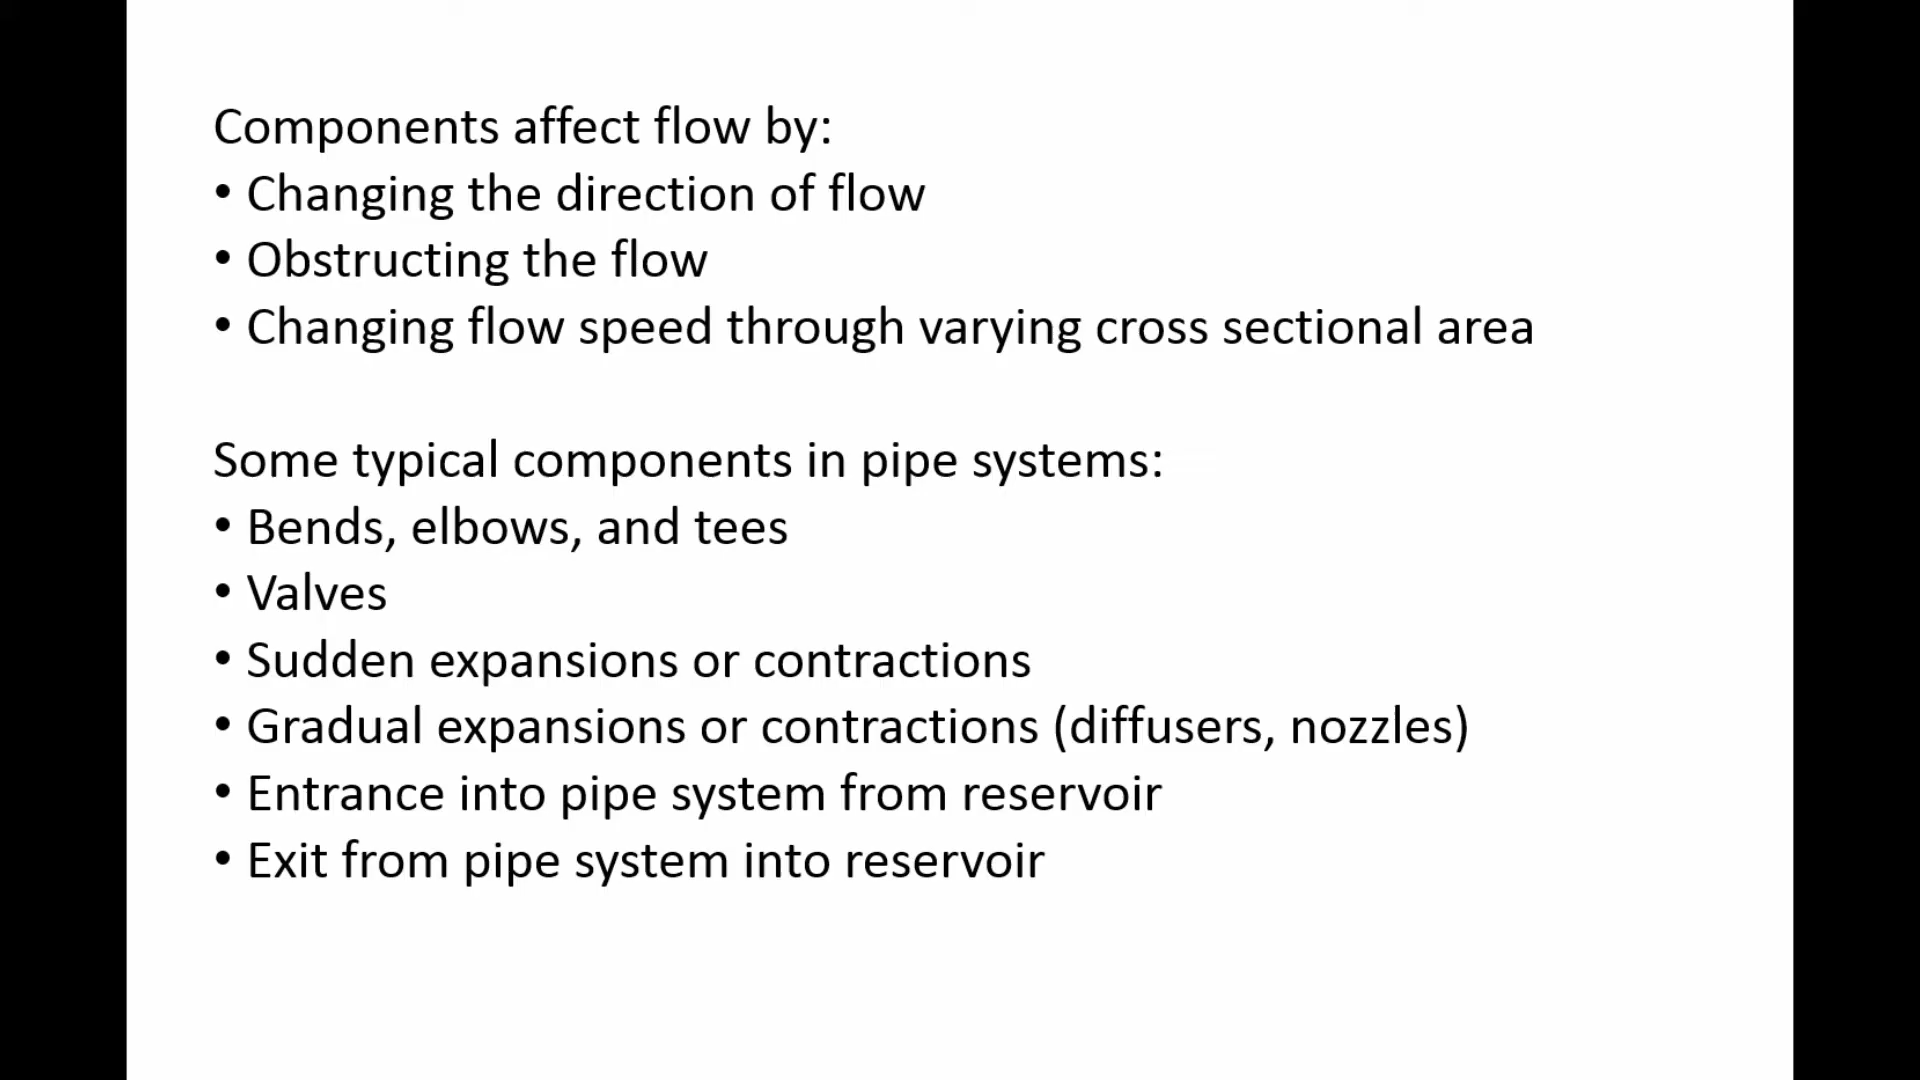 Components affect flow by:
• Changing the direction of flow
• Obstructing the flow
• Changing flow speed through varying cross sectional area
Some typical components in pipe systems:
• Bends, elbows, and tees
• Valves
• Sudden expansions or contractions
• Gradual expansions or contractions (diffusers, nozzles)
• Entrance into pipe system from reservoir
• Exit from pipe system into reservoir